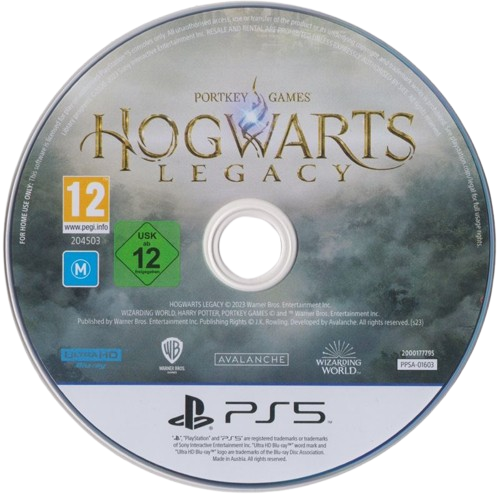 PORTKEY GAMES
HOGWARTS
LEGACY
FOR HOME USE ONLY:
12
www.pegi.info
204503
USK
ab
12
freigegeben
M
HOGWARTS LEGACY © 2023 Warner Bros. Entertainment Inc.
WIZARDING WORLD, HARRY POTTER, PORTKEY GAMES © and ™ Warner Bros. Entertainment Inc.
Published by Warner Bros. Entertainment Inc. Publishing Rights © J.K. Rowling. Developed by Avalanche. All rights reserved. (s23)
ULTRA HD
Blu-ray
WB
WARNER BROS.
AVALANCHE
WIZARDING
WORLD™
2000177795
PPSA-01603
PS5
"PlayStation" and "PS5" are registered trademarks or trademarks
of Sony Interactive Entertainment Inc. "Ultra HD Blu-ray™" word mark and
"Ultra HD Blu-ray™" logo are trademarks of the Blu-ray Disc Association.
Made in Austria. All rights reserved.